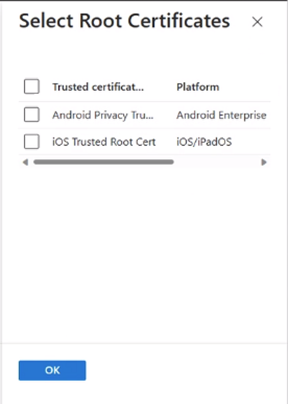 Select Root Certificates
Trusted certificat... Platform
Android Privacy Tru... Android Enterprise
iOS Trusted Root Cert iOS/iPadOS
OK